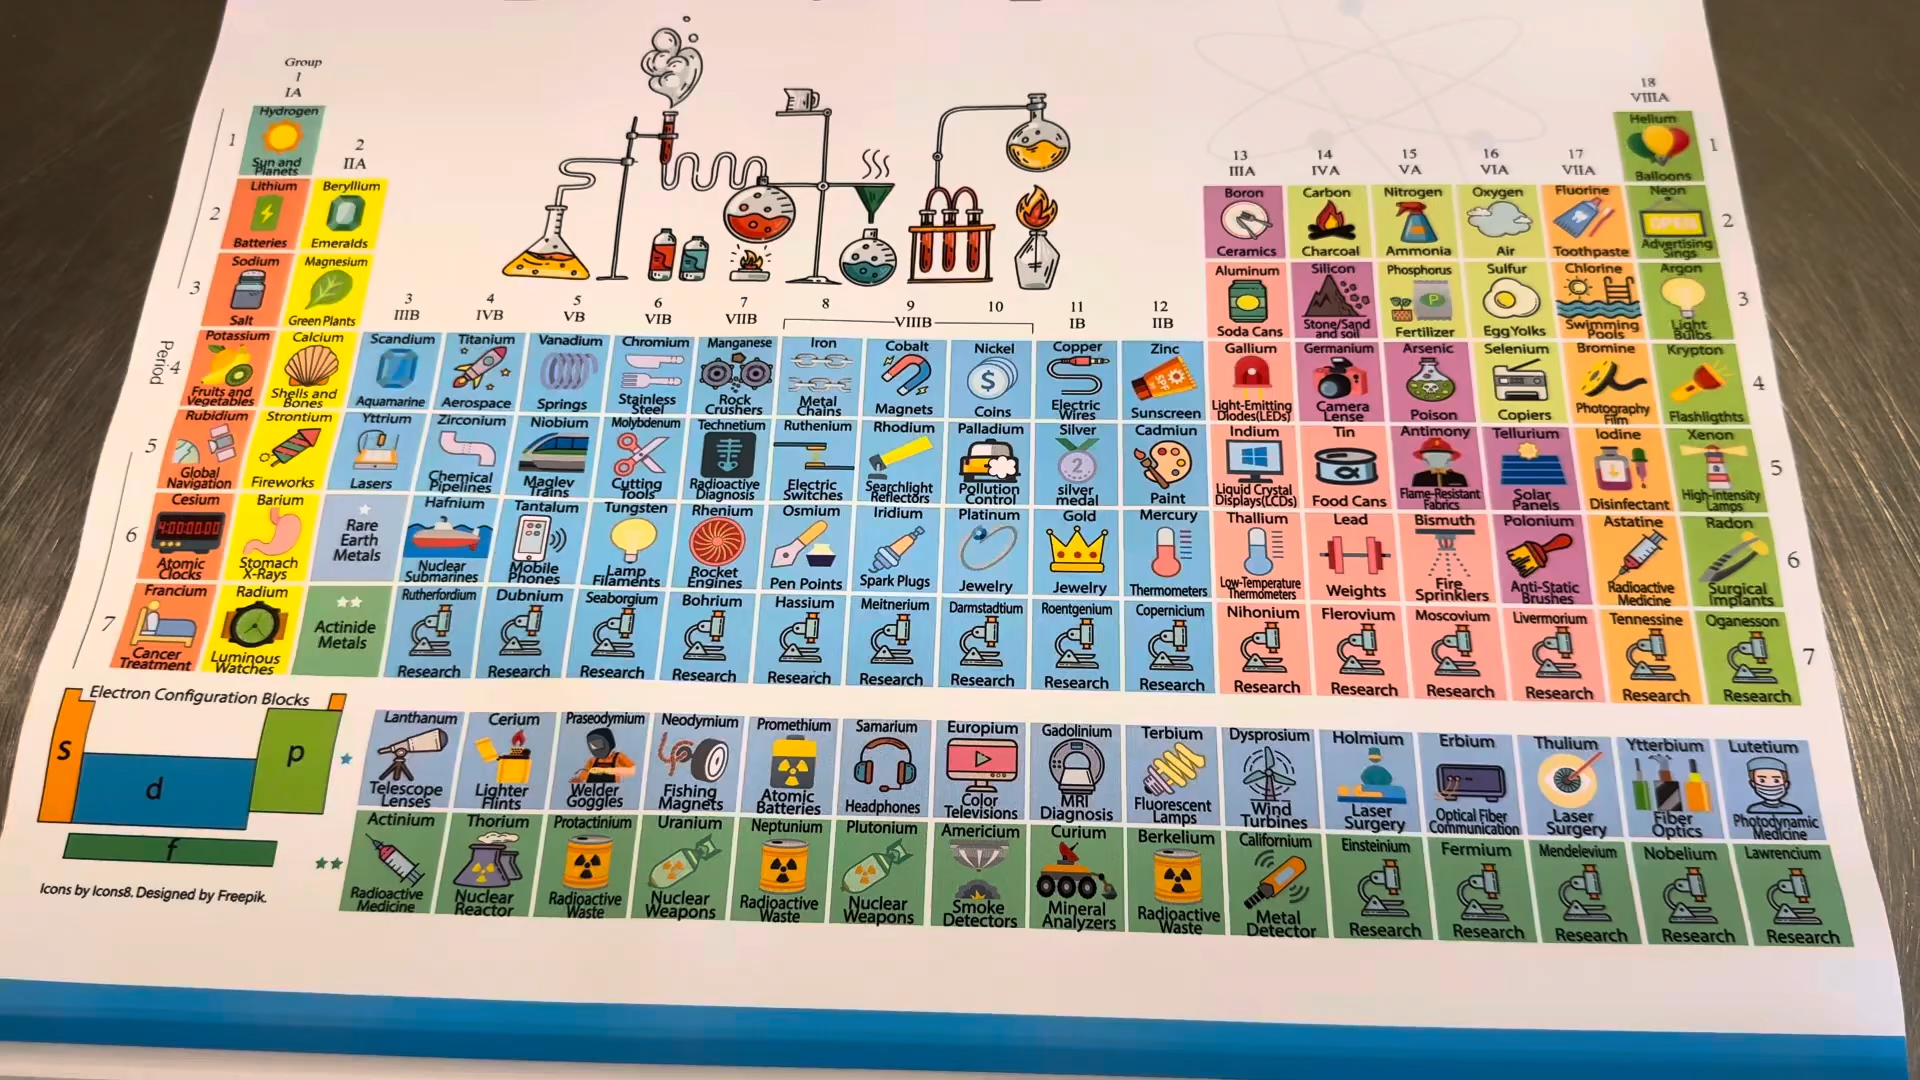 Group
1
IA
18
VIIIA
Hydrogen
Sun and
Planets
1
2
IIA
13
IIIA
14
IVA
15
VA
16
VIA
17
VIIA
Helium
Balloons
1
2
Lithium
Batteries
Beryllium
Emeralds
Boron
Ceramics
Carbon
Charcoal
Nitrogen
Ammonia
Oxygen
Air
Fluorine
Toothpaste
Neon
OPEN
Advertising
Sings
2
3
Sodium
Salt
Magnesium
Green Plants
3
IIIB
4
IVB
5
VB
6
VIB
7
VIIB
8
9
10
VIIIB
11
IB
12
IIB
Aluminum
Soda Cans
Silicon
Stone/Sand
and soil
Phosphorus
P
Fertilizer
Sulfur
Egg Yolks
Chlorine
Swimming
Pools
Argon
Light
Bulbs
3
Period
4
Potassium
Fruits and
Vegetables
Calcium
Shells and
Bones
Scandium
Aquamarine
Titanium
Aerospace
Vanadium
Springs
Chromium
Stainless
Steel
Manganese
Rock
Crushers
Iron
Metal
Chains
Cobalt
Magnets
Nickel
$
Coins
Copper
Electric
Wires
Zinc
SPF
Sunscreen
Gallium
Light-Emitting
Diodes(LEDs)
Germanium
Camera
Lense
Arsenic
Poison
Selenium
Copiers
Bromine
Photography
Film
Krypton
Flashligthts
4
5
Rubidium
Global
Navigation
Strontium
Fireworks
Yttrium
Lasers
Zirconium
Chemical
Pipelines
Niobium
Maglev
Trains
Molybdenum
Cutting
Tools
Technetium
Radioactive
Diagnosis
Ruthenium
Electric
Switches
Rhodium
Searchlight
Reflectors
Palladium
Pollution
Control
Silver
2
silver
medal
Cadmiun
Paint
Indium
Liquid Crystal
Displays(LCDs)
Tin
Food Cans
Antimony
Flame-Resistant
Fabrics
Tellurium
Solar
Panels
Iodine
Disinfectant
Xenon
High-intensity
Lamps
5
6
Cesium
4:00:00.00
Atomic
Clocks
Barium
Stomach
X-Rays
Rare
Earth
Metals
Hafnium
Nuclear
Submarines
Tantalum
Mobile
Phones
Tungsten
Lamp
Filaments
Rhenium
Rocket
Engines
Osmium
Pen Points
Iridium
Spark Plugs
Platinum
Jewelry
Gold
Jewelry
Mercury
Thermometers
Thallium
Low-Temperature
Thermometers
Lead
Weights
Bismuth
Fire
Sprinklers
Polonium
Anti-Static
Brushes
Astatine
Radioactive
Medicine
Radon
Surgical
Implants
6
7
Francium
Cancer
Treatment
Radium
Luminous
Watches
Actinide
Metals
Rutherfordium
Research
Dubnium
Research
Seaborgium
Research
Bohrium
Research
Hassium
Research
Meitnerium
Research
Darmstadtium
Research
Roentgenium
Research
Copernicium
Research
Nihonium
Research
Flerovium
Research
Moscovium
Research
Livermorium
Research
Tennessine
Research
Oganesson
Research
7
Electron Configuration Blocks
S
d
p
f
Lanthanum
Telescope
Lenses
Cerium
Lighter
Flints
Praseodymium
Welder
Goggles
Neodymium
Fishing
Magnets
Promethium
Atomic
Batteries
Samarium
Headphones
Europium
Color
Televisions
Gadolinium
MRI
Diagnosis
Terbium
Fluorescent
Lamps
Dysprosium
Wind
Turbines
Holmium
Laser
Surgery
Erbium
Optical Fiber
Communication
Thulium
Laser
Surgery
Ytterbium
Fiber
Optics
Lutetium
Photodynamic
Medicine
Actinium
Radioactive
Medicine
Thorium
Nuclear
Reactor
Protactinium
Radioactive
Waste
Uranium
Nuclear
Weapons
Neptunium
Radioactive
Waste
Plutonium
Nuclear
Weapons
Americium
Smoke
Detectors
Curium
Mineral
Analyzers
Berkelium
Radioactive
Waste
Californium
Metal
Detector
Einsteinium
Research
Fermium
Research
Mendelevium
Research
Nobelium
Research
Lawrencium
Research
Icons by Icons8. Designed by Freepik.